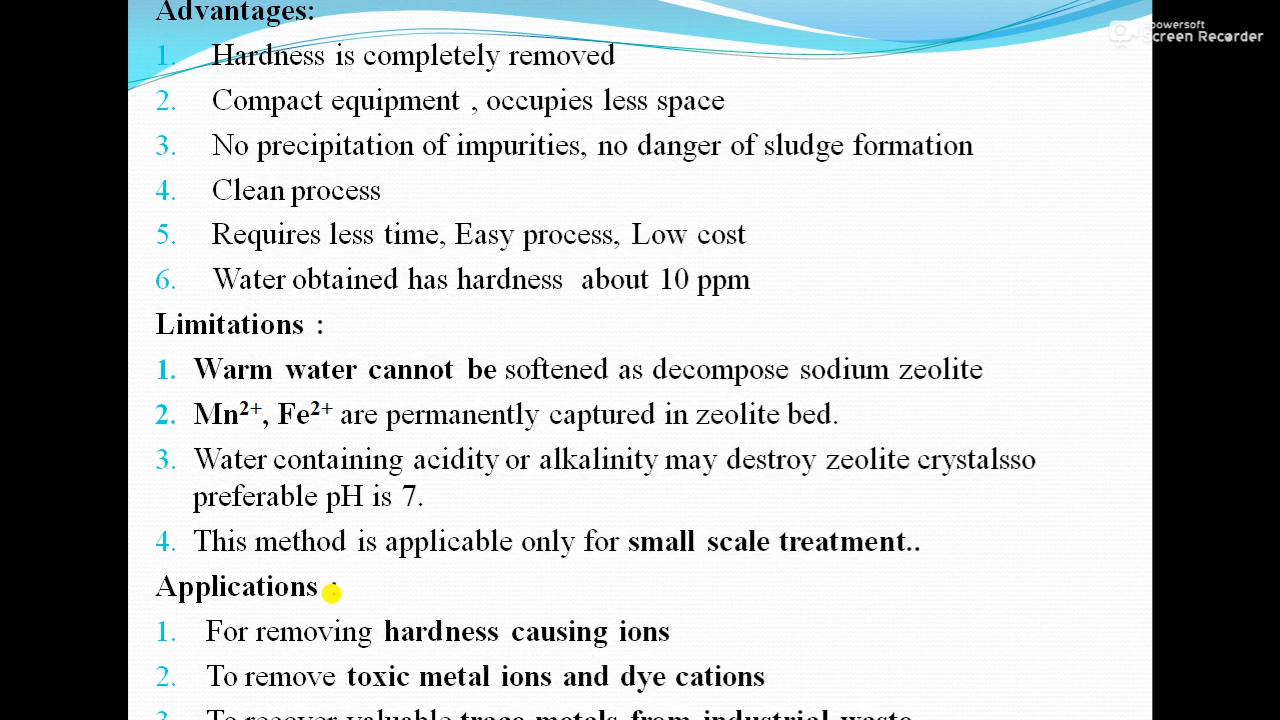 Advantages:
1. Hardness is completely removed
2. Compact equipment , occupies less space
3. No precipitation of impurities, no danger of sludge formation
4. Clean process
5. Requires less time, Easy process, Low cost
6. Water obtained has hardness about 10 ppm
Limitations :
1. Warm water cannot be softened as decompose sodium zeolite
2. Mn2+, Fe2+ are permanently captured in zeolite bed.
3. Water containing acidity or alkalinity may destroy zeolite crystalsso
preferable pH is 7.
4. This method is applicable only for small scale treatment..
Applications :
1. For removing hardness causing ions
2. To remove toxic metal ions and dye cations
3. To recover valuable trace metals from industrial waste
Apowersoft
Screen Recorder